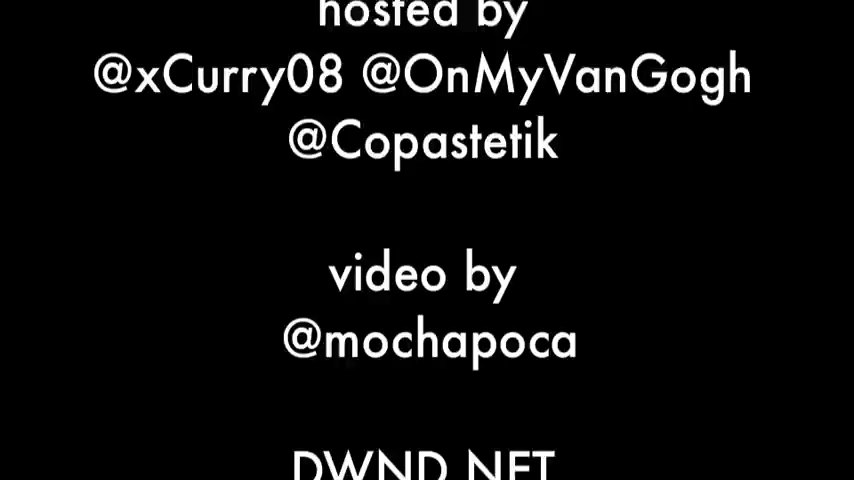 hosted by
@xCurry08 @OnMyVanGogh
@Copastetik
video by
@mochapoca
DWND.NET